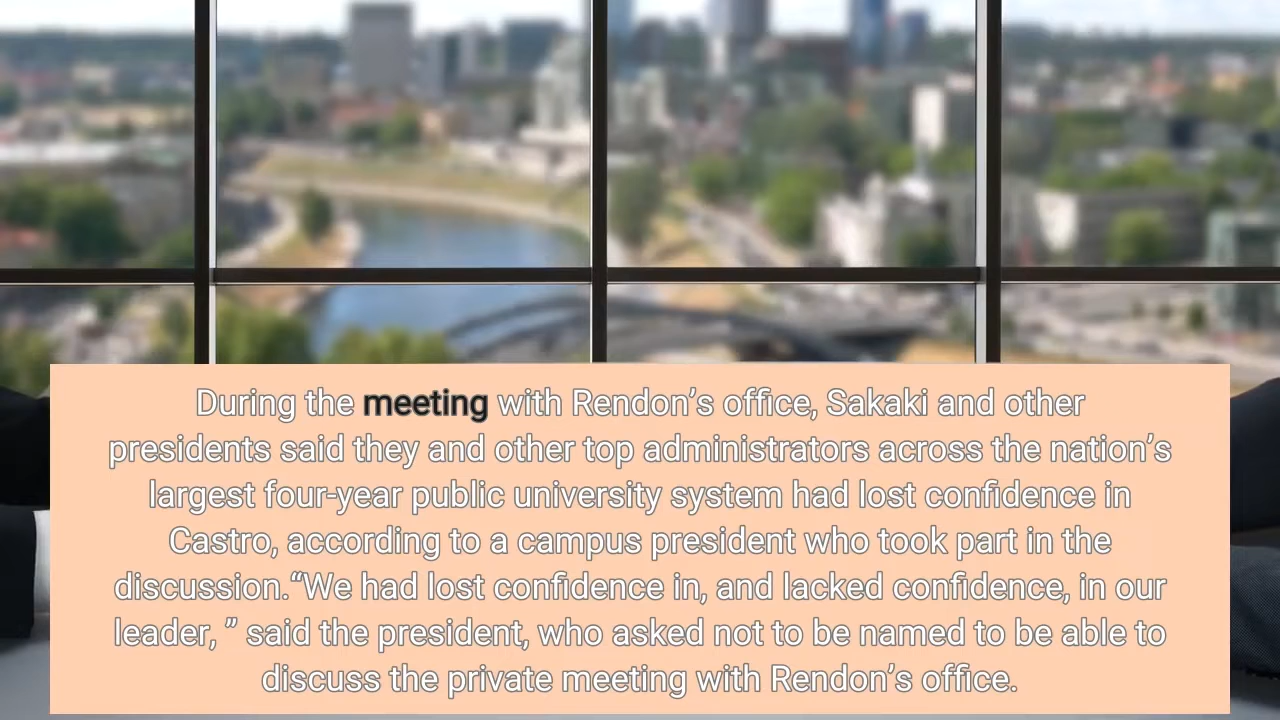 During the meeting with Rendon’s office, Sakaki and other
presidents said they and other top administrators across the nation’s
largest four-year public university system had lost confidence in
Castro, according to a campus president who took part in the
discussion.“We had lost confidence in, and lacked confidence, in our
leader, ” said the president, who asked not to be named to be able to
discuss the private meeting with Rendon’s office.